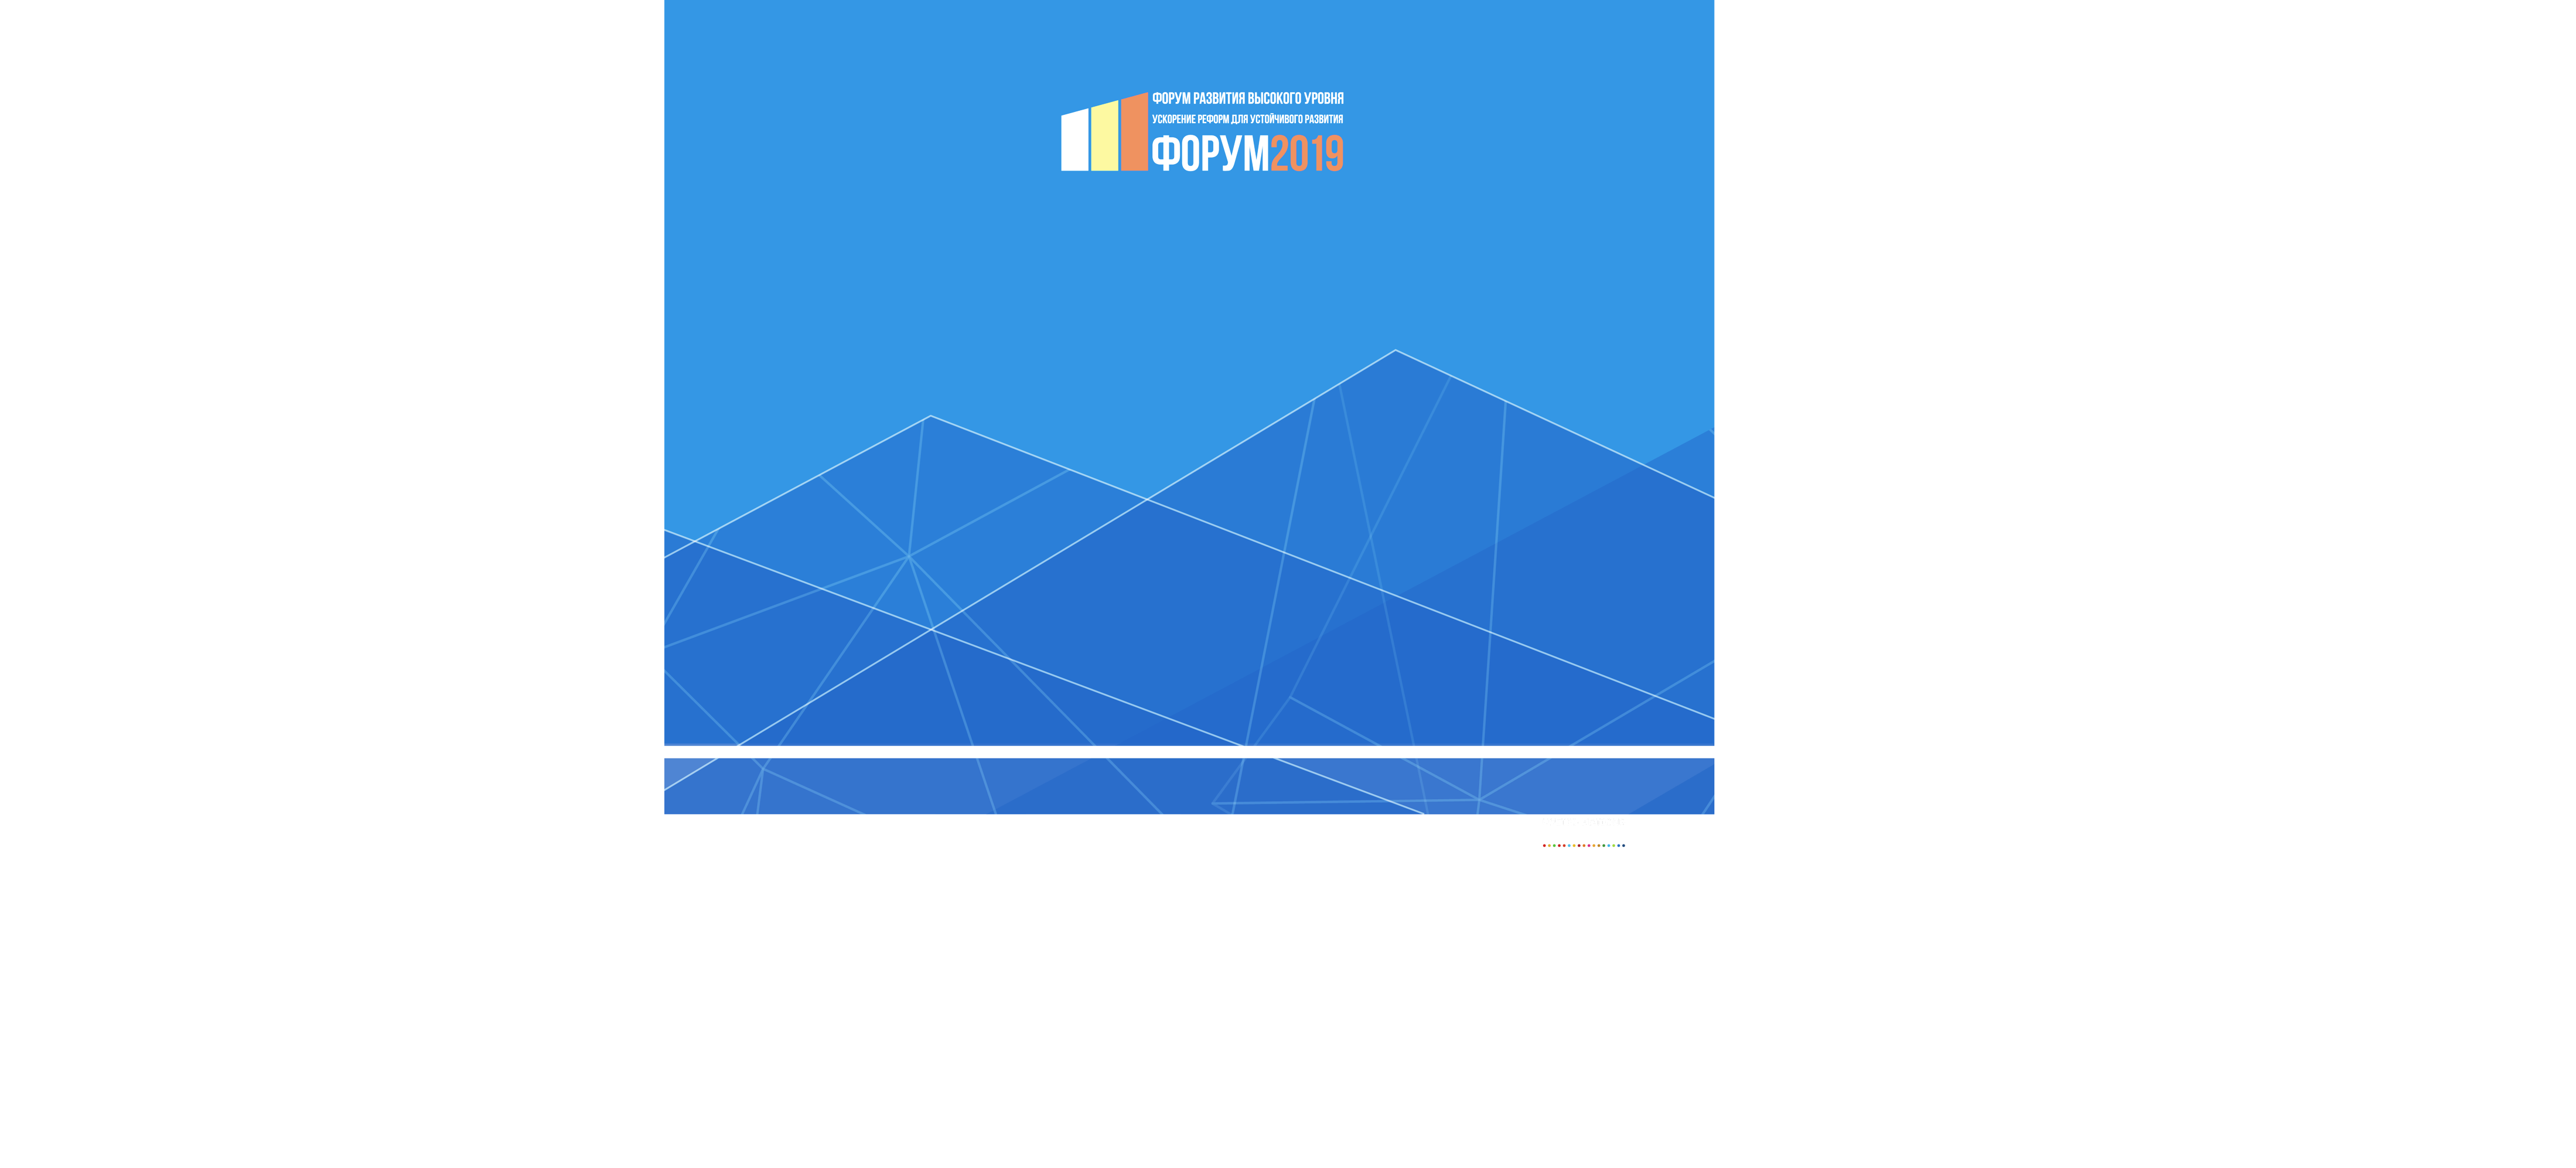 ФОРУМ РАЗВИТИЯ ВЫСОКОГО УРОВНЯ
УСКОРЕНИЕ РЕФОРМ ДЛЯ УСТОЙЧИВОГО РАЗВИТИЯ
ФОРУМ2019